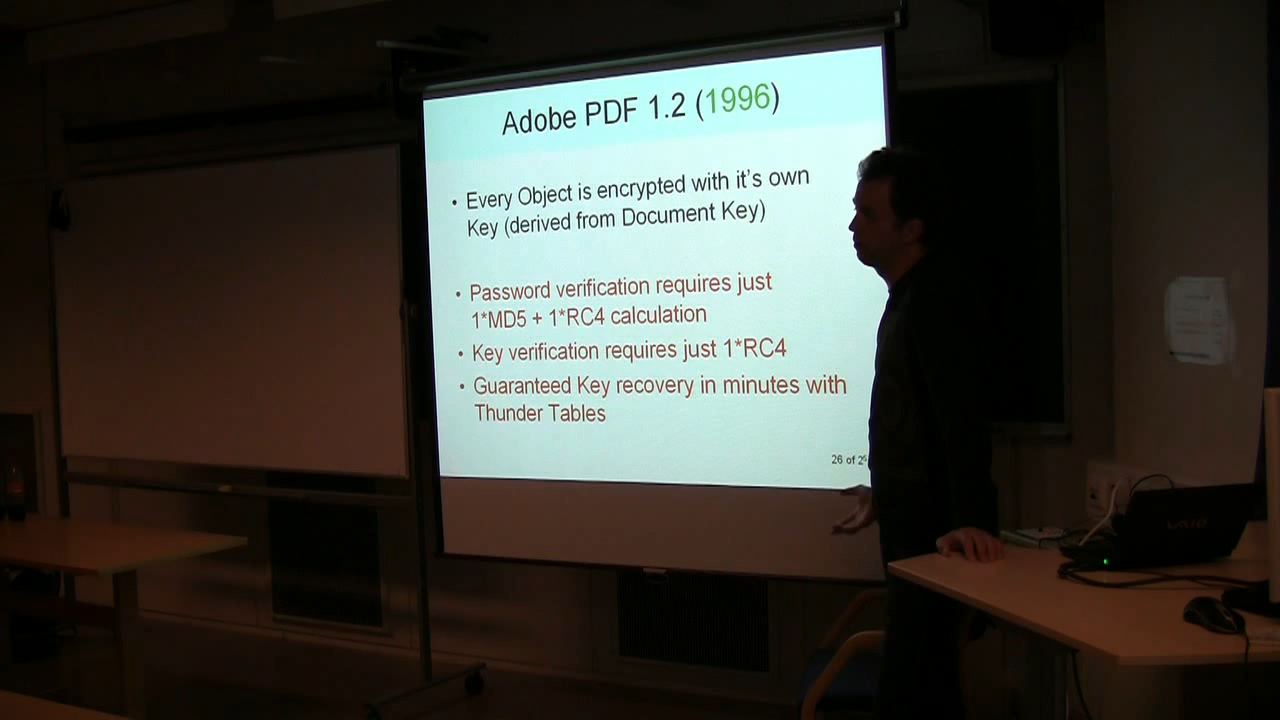 Adobe PDF 1.2 (1996)
• Every Object is encrypted with it's own
Key (derived from Document Key)
• Password verification requires just
1*MD5 + 1*RC4 calculation
• Key verification requires just 1*RC4
• Guaranteed Key recovery in minutes with
Thunder Tables
26 of 2⁵
VAIO